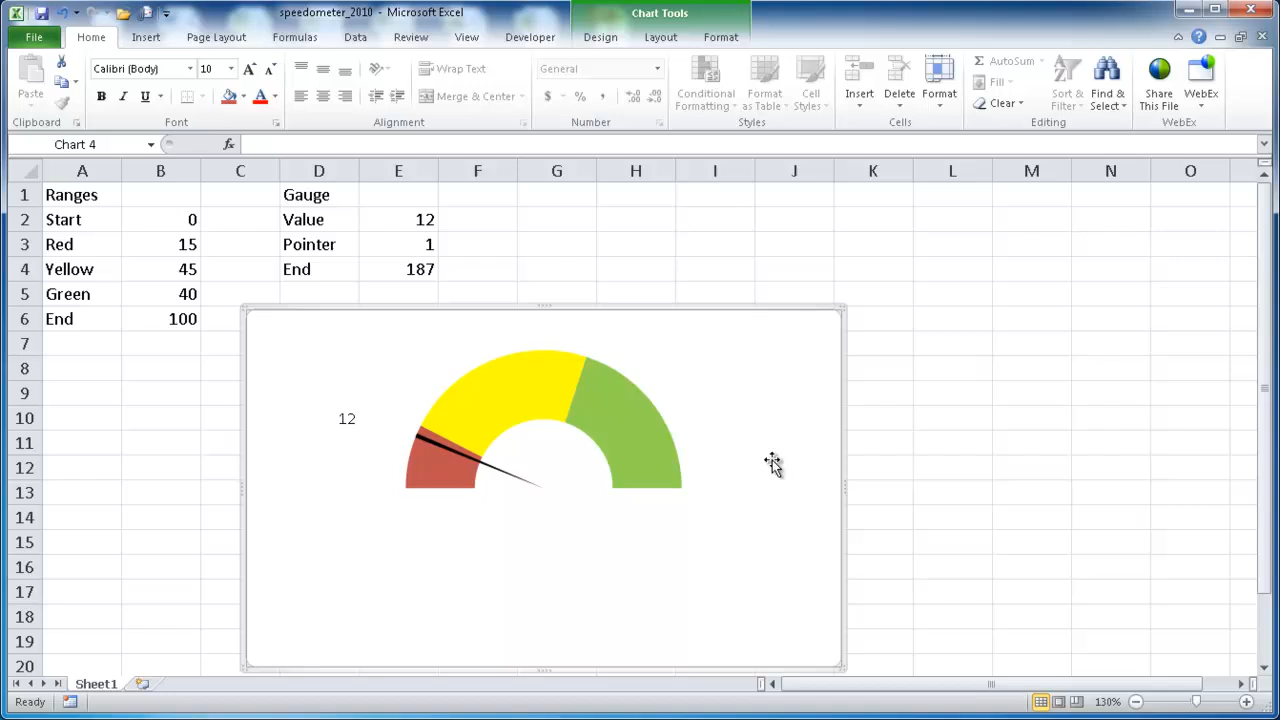 speedometer_2010 - Microsoft Excel
Chart Tools
File Home Insert Page Layout Formulas Data Review View Developer Design Layout Format
Paste
Clipboard
Calibri (Body) 10
B I U
Font
Wrap Text
Merge & Center
Alignment
General
$ % ,
Number
Conditional Formatting
Format as Table
Cell Styles
Styles
Insert Delete Format
Cells
AutoSum
Fill
Clear
Sort & Filter
Find & Select
Editing
Share This File
WebEx
WebEx
Chart 4
fx
A B C D E F G H I J K L M N O
1 Ranges Gauge
2 Start 0 Value 12
3 Red 15 Pointer 1
4 Yellow 45 End 187
5 Green 40
6 End 100
7
8
9
10
12
11
12
13
14
15
16
17
18
19
20
Sheet1
Ready 130%